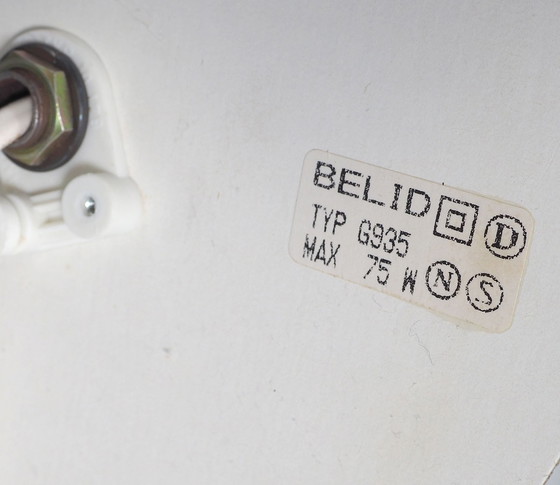 BELID D
TYP G935
MAX 75 W N S